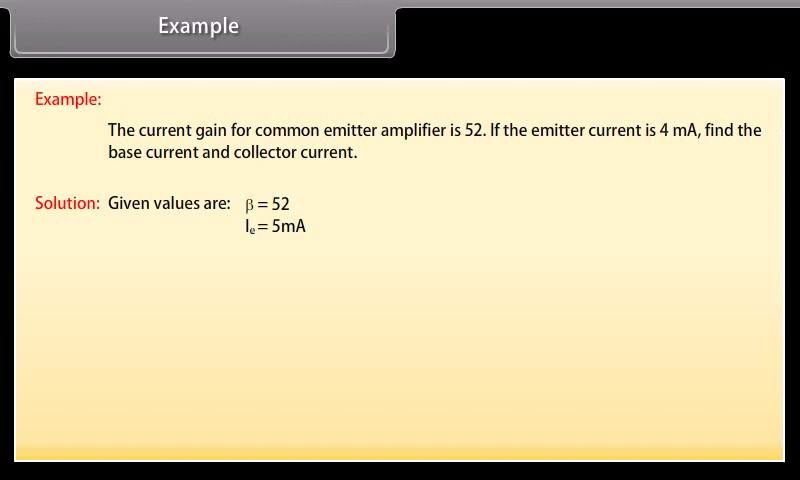 Example
Example:
The current gain for common emitter amplifier is 52. If the emitter current is 4 mA, find the
base current and collector current.
Solution: Given values are: β = 52
Iₑ = 5mA